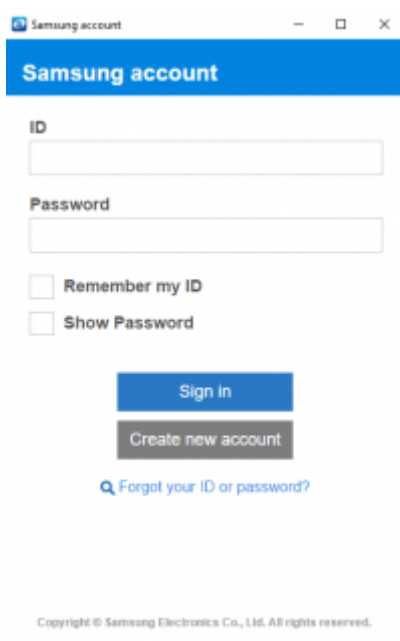 Samsung account
Samsung account
ID
Password
Remember my ID
Show Password
Sign in
Create new account
Forgot your ID or password?
Copyright © Samsung Electronics Co., Ltd. All rights reserved.